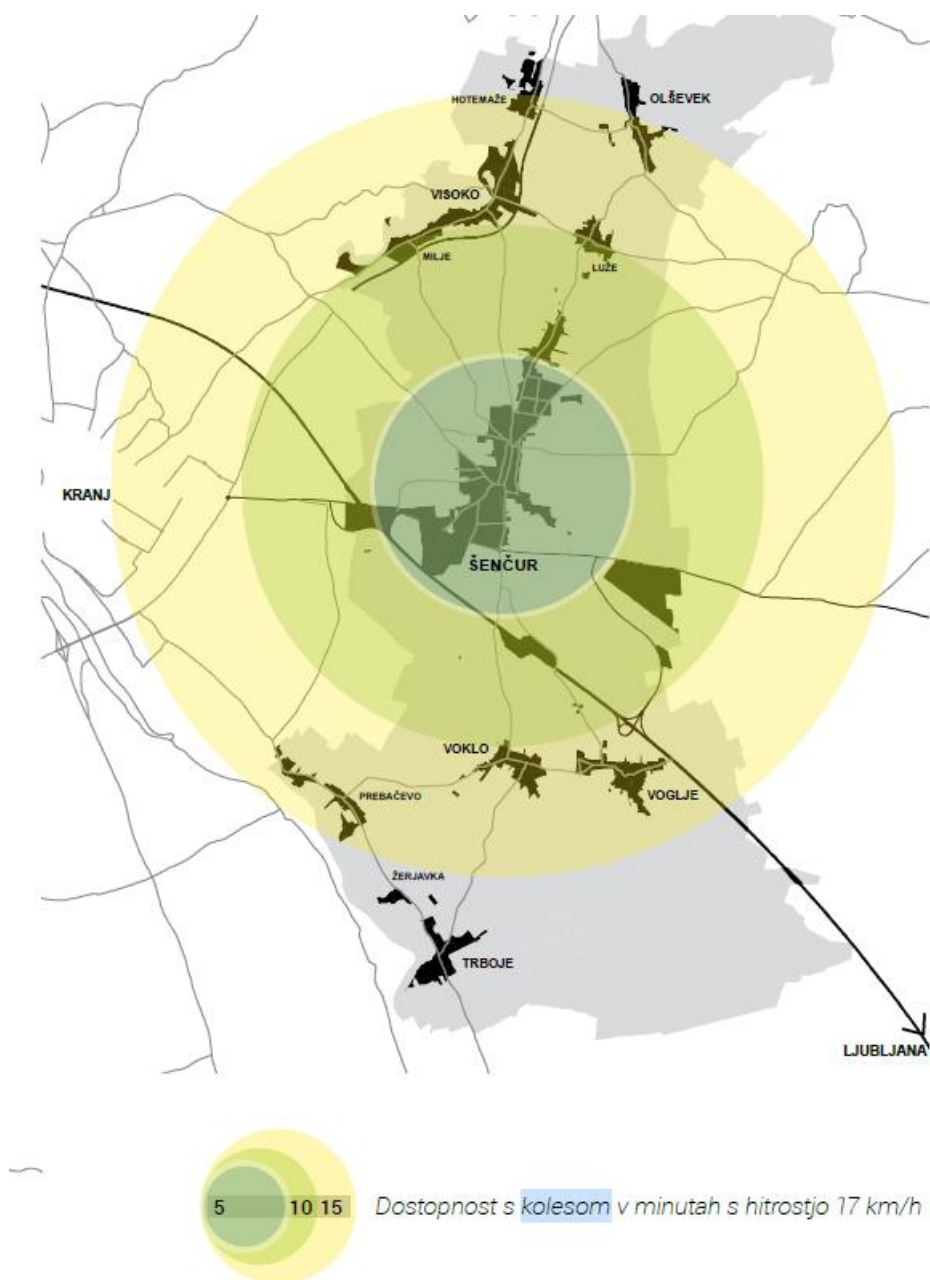 HOTEMAŽE
OLŠEVEK
VISOKO
MILJE
LUŽE
KRANJ
ŠENČUR
VOKLO
VOGLJE
PREBAČEVO
ŽERJAVKA
TRBOJE
LJUBLJANA
5 10 15 Dostopnost s kolesom v minutah s hitrostjo 17 km/h